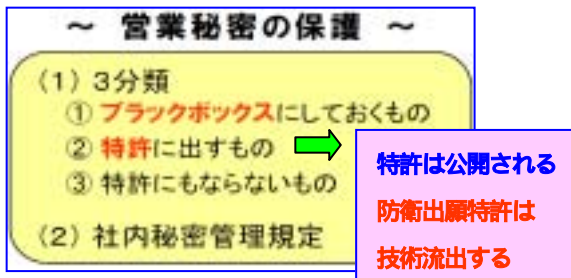 ～ 営業秘密の保護 ～
(1) 3分類
① ブラックボックスにしておくもの
② 特許に出すもの
③ 特許にもならないもの
(2) 社内秘密管理規定
特許は公開される
防衛出願特許は
技術流出する